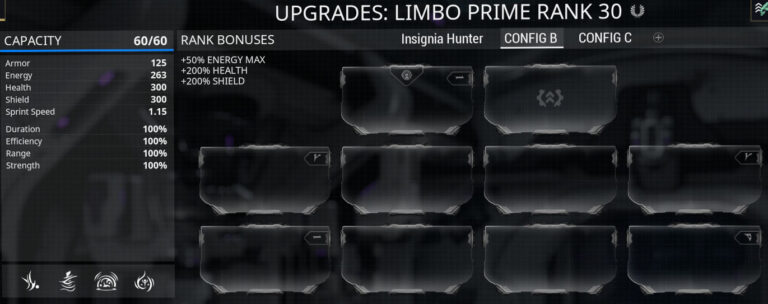 UPGRADES: LIMBO PRIME RANK 30
CAPACITY 60/60
RANK BONUSES
Insignia Hunter CONFIG B CONFIG C
+50% ENERGY MAX
+200% HEALTH
+200% SHIELD
Armor 125
Energy 263
Health 300
Shield 300
Sprint Speed 1.15
Duration 100%
Efficiency 100%
Range 100%
Strength 100%